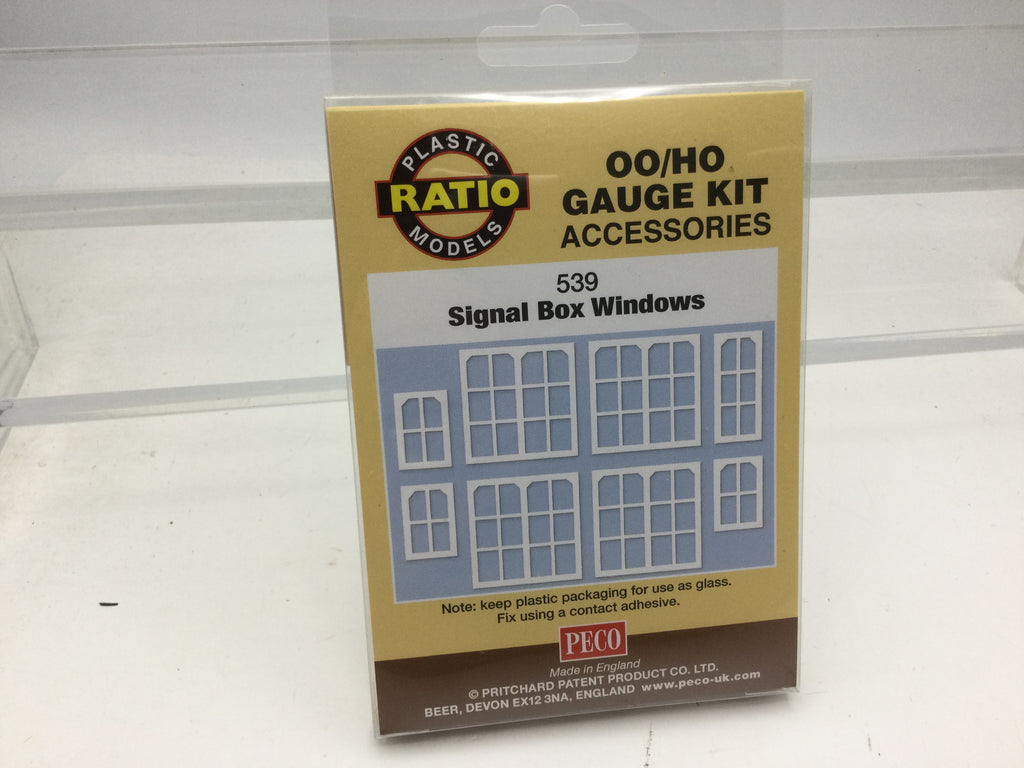 PLASTIC
RATIO
MODELS
OO/HO
GAUGE KIT
ACCESSORIES
539
Signal Box Windows
Note: keep plastic packaging for use as glass.
Fix using a contact adhesive.
PECO
Made in England
© PRITCHARD PATENT PRODUCT CO. LTD.
BEER, DEVON EX12 3NA, ENGLAND www.peco-uk.com